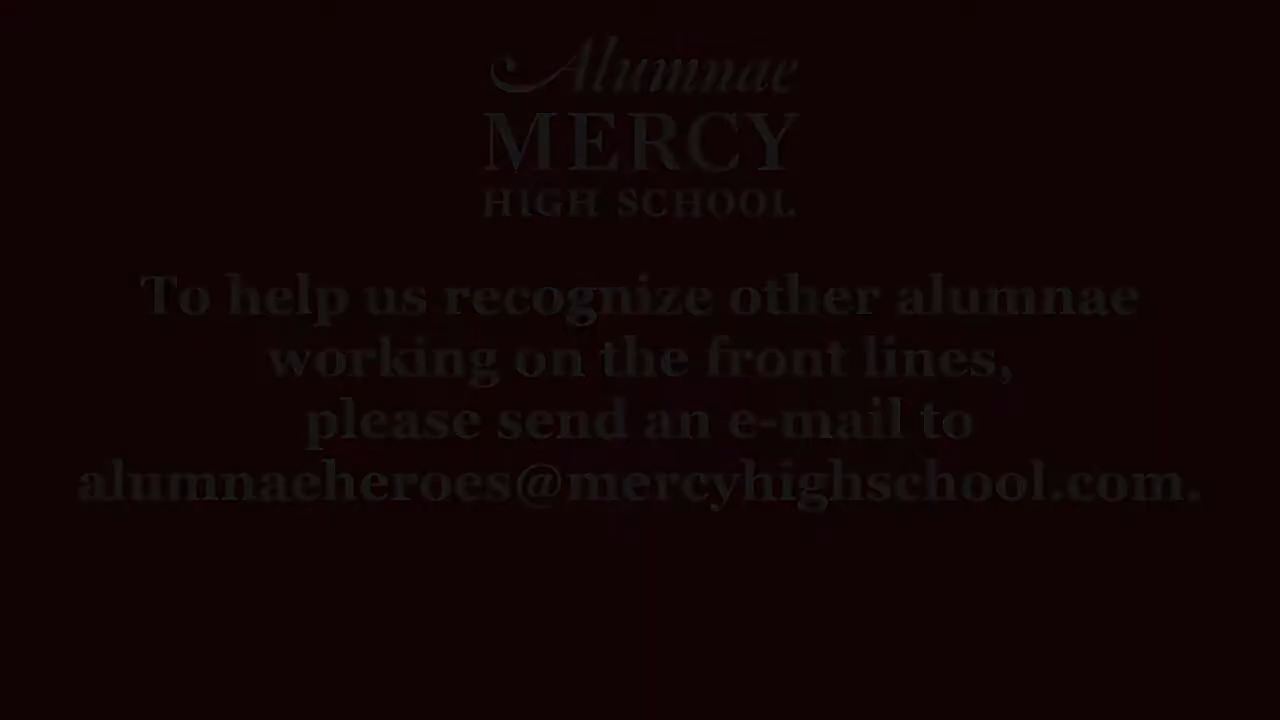 Alumnae
MERCY
HIGH SCHOOL
To help us recognize other alumnae
working on the front lines,
please send an e-mail to
alumnaeheroes@mercyhighschool.com.